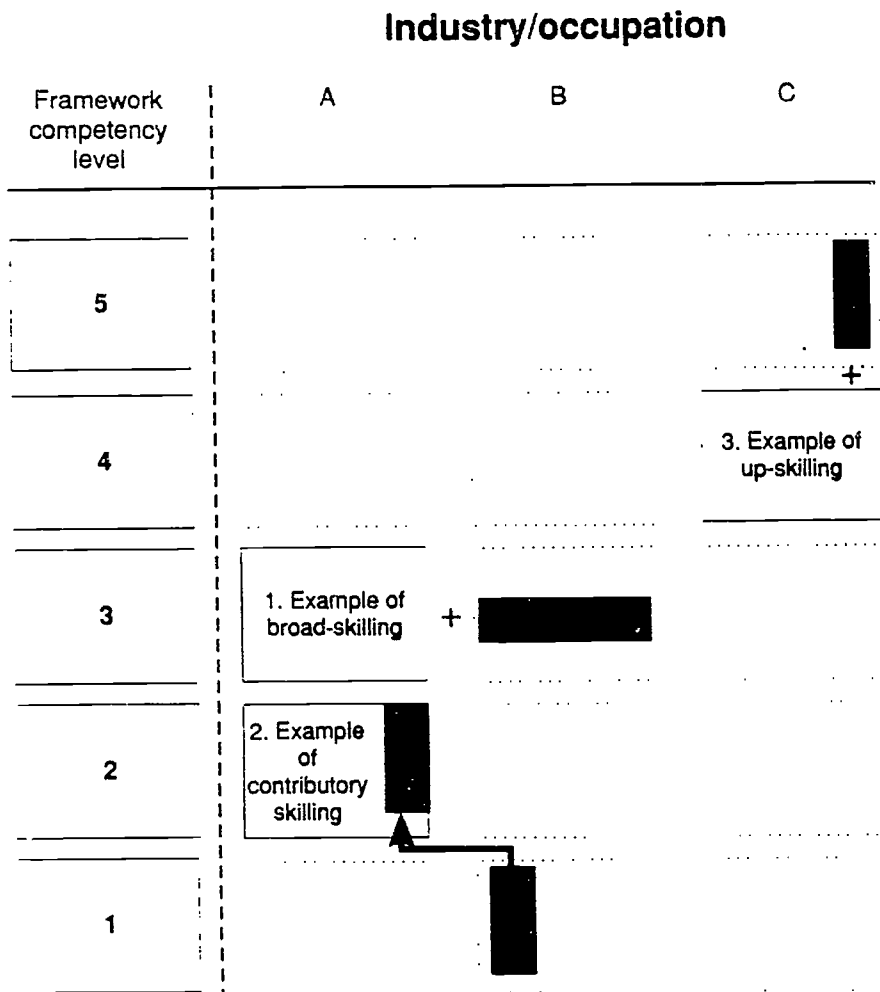 Industry/occupation
Framework
competency
level
A
B
C
5
+
4
3. Example of
up-skilling
3
1. Example of
broad-skilling
+
2
2. Example
of
contributory
skilling
1